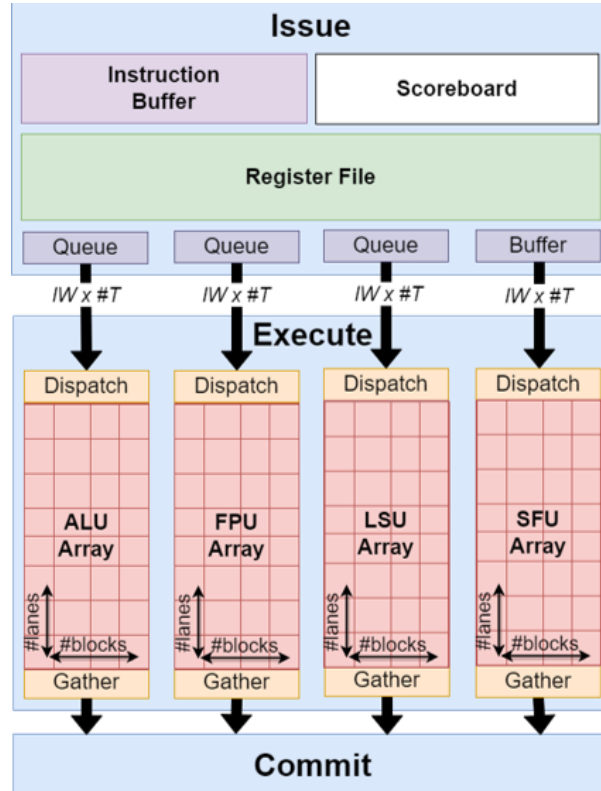 Issue
Instruction
Buffer
Scoreboard
Register File
Queue
Queue
Queue
Buffer
IW x #T
IW x #T
IW x #T
IW x #T
Execute
Dispatch
Dispatch
Dispatch
Dispatch
ALU
Array
FPU
Array
LSU
Array
SFU
Array
#lanes
#blocks
#lanes
#blocks
#lanes
#blocks
#lanes
#blocks
Gather
Gather
Gather
Gather
Commit